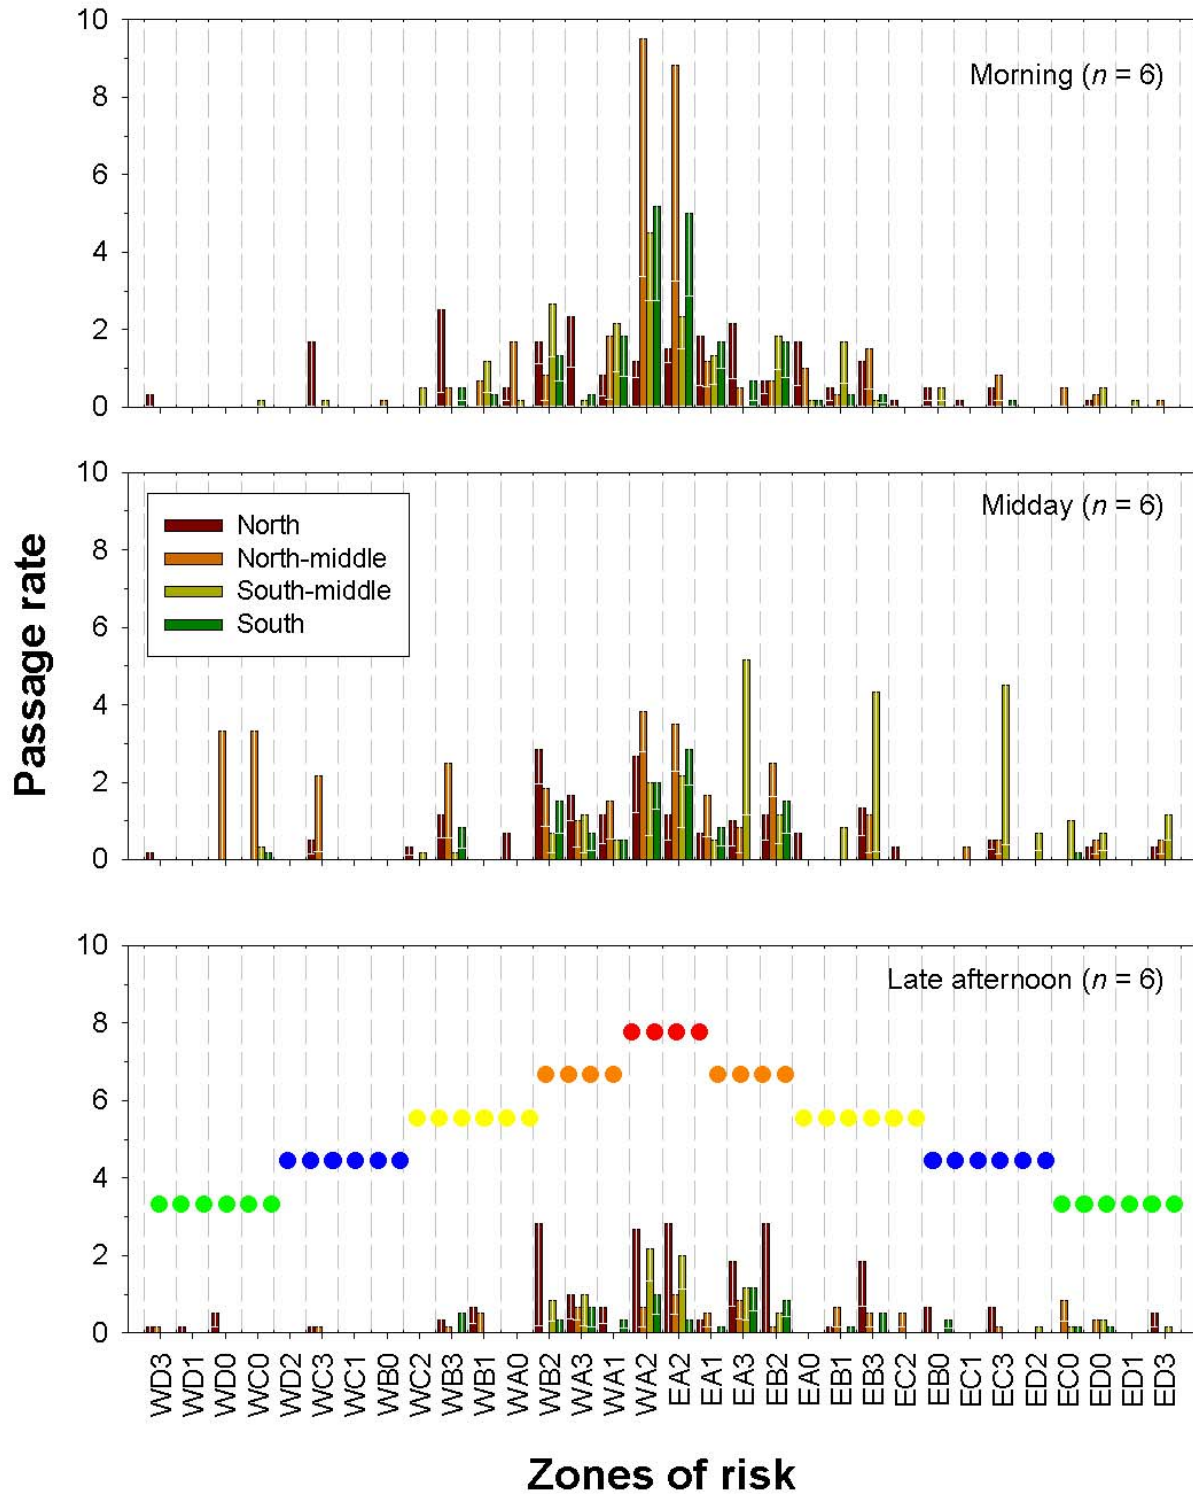 10
8
6
4
2
0
Morning (n = 6)
10
8
6
4
2
0
Midday (n = 6)
North
North-middle
South-middle
South
Passage rate
10
8
6
4
2
0
Late afternoon (n = 6)
WD3
WD1
WD0
WC0
WD2
WC3
WC1
WB0
WC2
WB3
WB1
WA0
WB2
WA3
WA1
WA2
EA2
EA1
EA3
EB2
EA0
EB1
EB3
EC2
EB0
EC1
EC3
ED2
EC0
ED0
ED1
ED3
Zones of risk